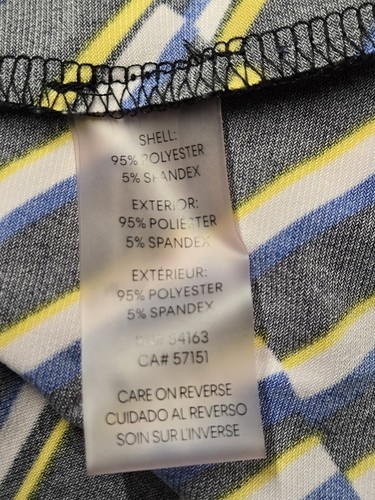 SHELL:
95% POLYESTER
5% SPANDEX
EXTERIOR:
95% POLIESTER
5% SPANDEX
EXTÉRIEUR:
95% POLYESTER
5% SPANDEX
54163
CA# 57151
CARE ON REVERSE
CUIDADO AL REVERSO
SOIN SUR L'INVERSE